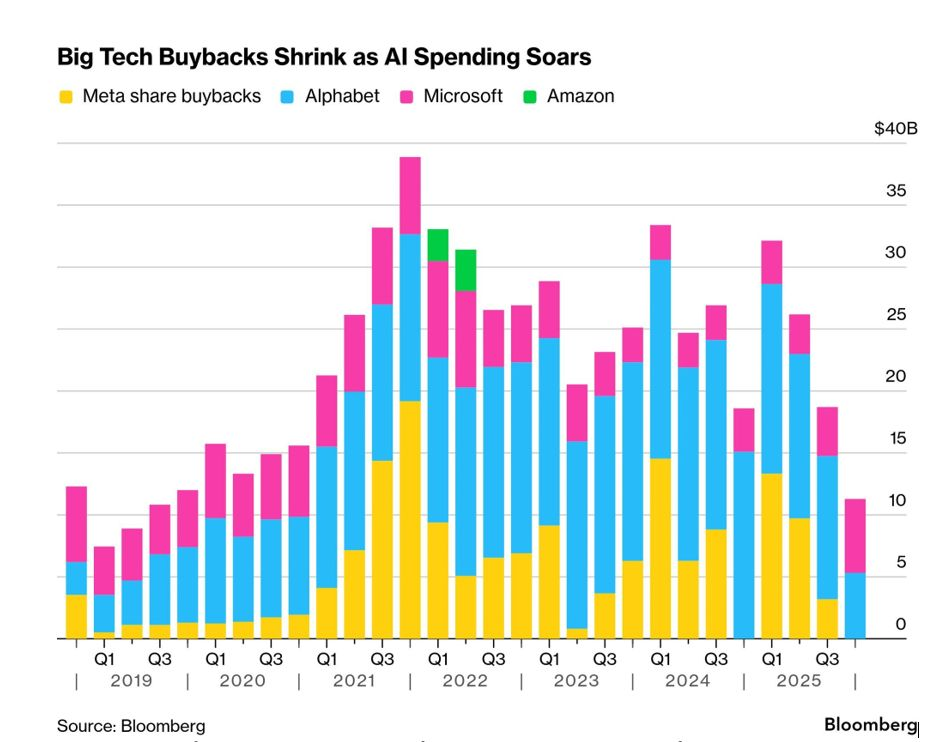 Big Tech Buybacks Shrink as AI Spending Soars
Meta share buybacks Alphabet Microsoft Amazon
$40B
35
30
25
20
15
10
5
0
Q1 Q3 Q1 Q3 Q1 Q3 Q1 Q3 Q1 Q3 Q1 Q3 Q1 Q3
| 2019 | 2020 | 2021 | 2022 | 2023 | 2024 | 2025 |
Source: Bloomberg Bloomberg